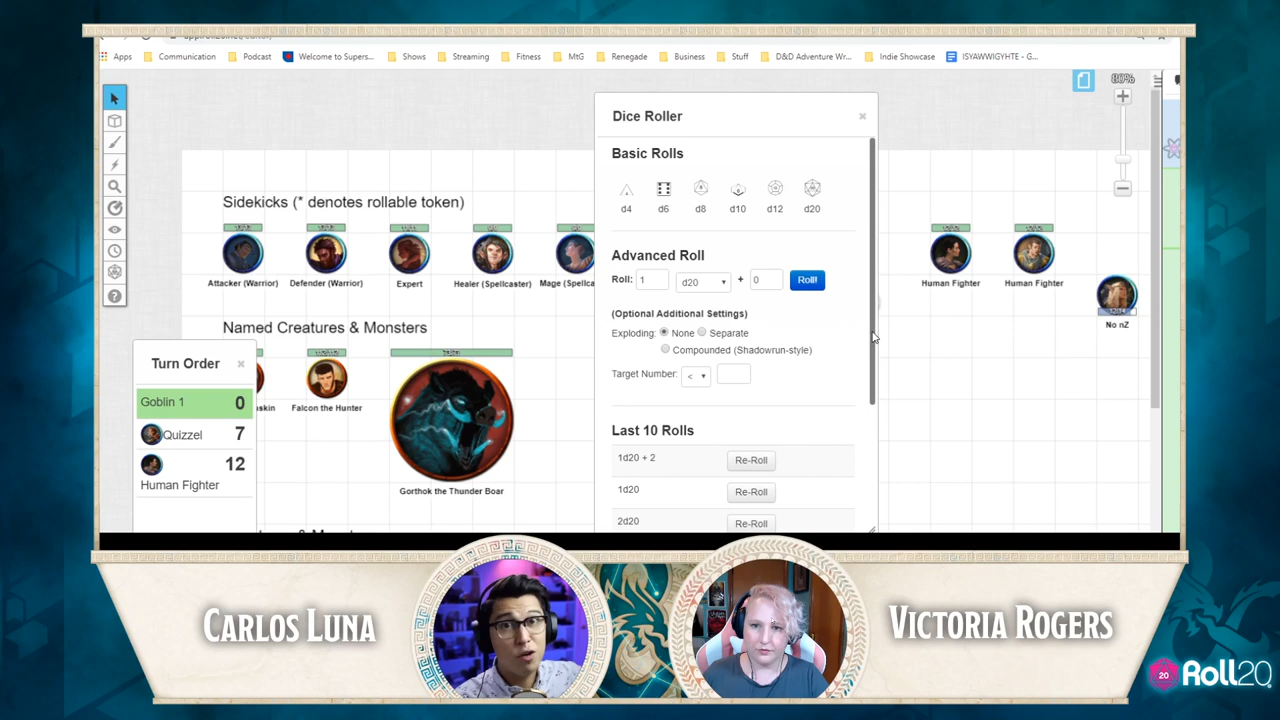 Apps Communication Podcast Welcome to Supers... Shows Streaming Fitness MtG Renegade Business Stuff D&D Adventure Wr... Indie Showcase ISYAWWIGYHTE - G...
80%
Dice Roller
Basic Rolls
d4 d6 d8 d10 d12 d20
Advanced Roll
Roll: 1 d20 + 0 Roll!
(Optional Additional Settings)
Exploding: None Separate
Compounded (Shadowrun-style)
Target Number: <
Last 10 Rolls
1d20 + 2 Re-Roll
1d20 Re-Roll
2d20 Re-Roll
Sidekicks (* denotes rollable token)
Attacker (Warrior) Defender (Warrior) Expert Healer (Spellcaster) Mage (Spellca
Human Fighter Human Fighter
No nZ
Named Creatures & Monsters
askin Falcon the Hunter
Gorthok the Thunder Boar
Turn Order
Goblin 1 0
Quizzel 7
12
Human Fighter
Carlos Luna
Victoria Rogers
20 Roll20